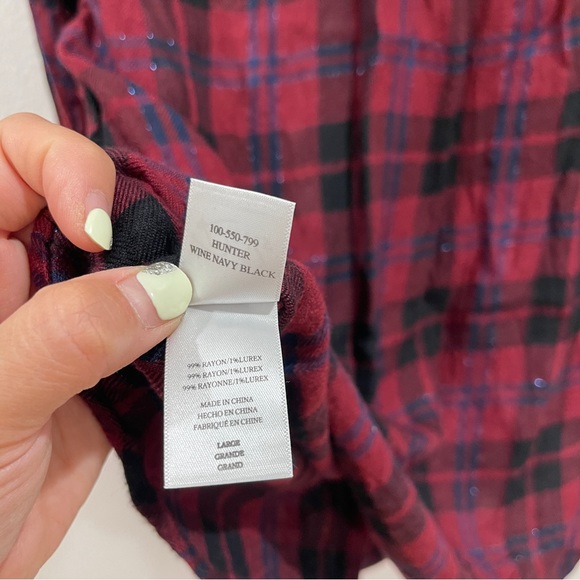 100-550-799
HUNTER
WINE NAVY BLACK
99% RAYON/1%LUREX
99% RAYON/1%LUREX
99% RAYONNE/1%LUREX
MADE IN CHINA
HECHO EN CHINA
FABRIQUÉ EN CHINE
LARGE
GRANDE
GRAND